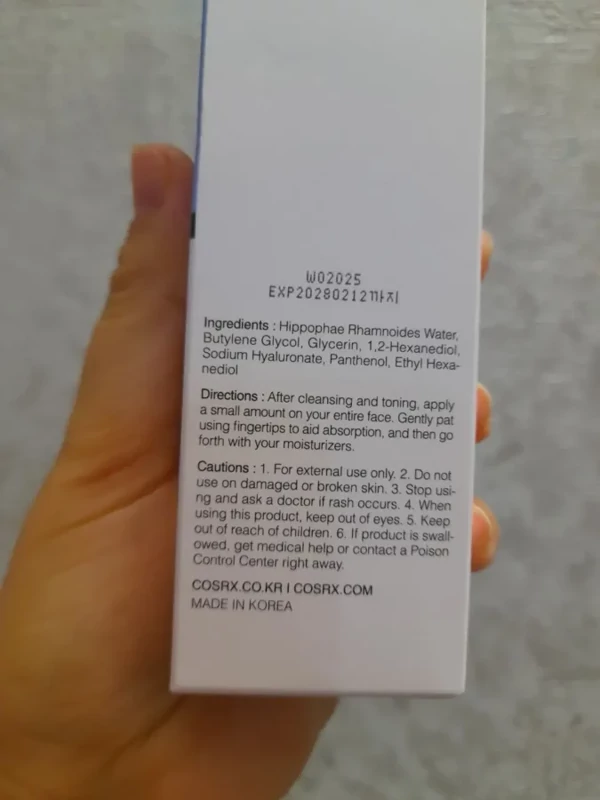 W02025
EXP20280212까지
Ingredients : Hippophae Rhamnoides Water,
Butylene Glycol, Glycerin, 1,2-Hexanediol,
Sodium Hyaluronate, Panthenol, Ethyl Hexa-
nediol
Directions : After cleansing and toning, apply
a small amount on your entire face. Gently pat
using fingertips to aid absorption, and then go
forth with your moisturizers.
Cautions : 1. For external use only. 2. Do not
use on damaged or broken skin. 3. Stop usi-
ng and ask a doctor if rash occurs. 4. When
using this product, keep out of eyes. 5. Keep
out of reach of children. 6. If product is swall-
owed, get medical help or contact a Poison
Control Center right away.
COSRX.CO.KR I COSRX.COM
MADE IN KOREA